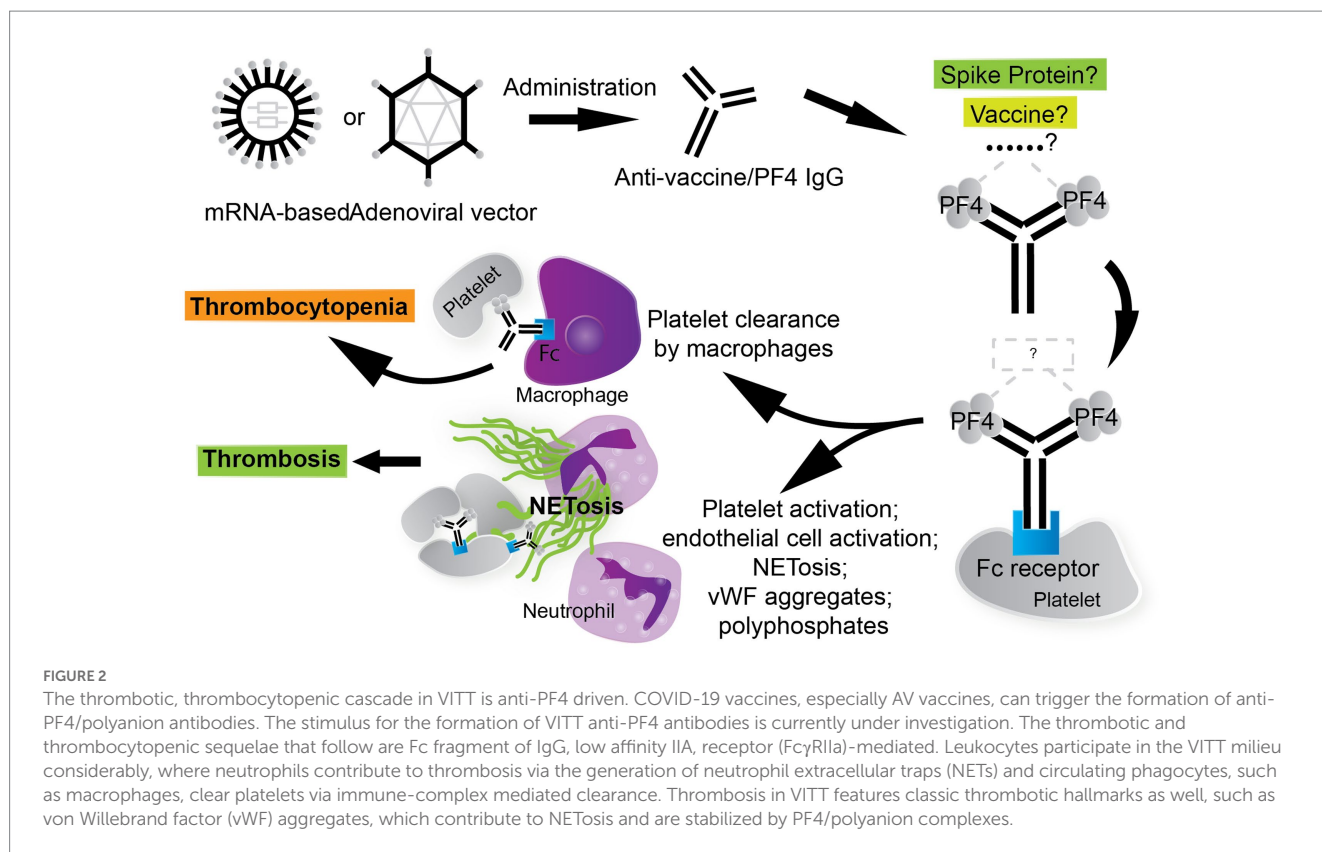 Administration
or
mRNA-based
Adenoviral vector
Anti-vaccine/PF4 IgG
Spike Protein?
Vaccine?
......?
PF4
PF4
?
PF4
PF4
Fc receptor
Platelet
Platelet clearance
by macrophages
Platelet
Fc
Macrophage
Thrombocytopenia
Platelet activation;
endothelial cell activation;
NETosis;
vWF aggregates;
polyphosphates
NETosis
Neutrophil
Thrombosis
FIGURE 2
The thrombotic, thrombocytopenic cascade in VITT is anti-PF4 driven. COVID-19 vaccines, especially AV vaccines, can trigger the formation of anti-
PF4/polyanion antibodies. The stimulus for the formation of VITT anti-PF4 antibodies is currently under investigation. The thrombotic and
thrombocytopenic sequelae that follow are Fc fragment of IgG, low affinity IIA, receptor (FcγRIIa)-mediated. Leukocytes participate in the VITT milieu
considerably, where neutrophils contribute to thrombosis via the generation of neutrophil extracellular traps (NETs) and circulating phagocytes, such
as macrophages, clear platelets via immune-complex mediated clearance. Thrombosis in VITT features classic thrombotic hallmarks as well, such as
von Willebrand factor (vWF) aggregates, which contribute to NETosis and are stabilized by PF4/polyanion complexes.